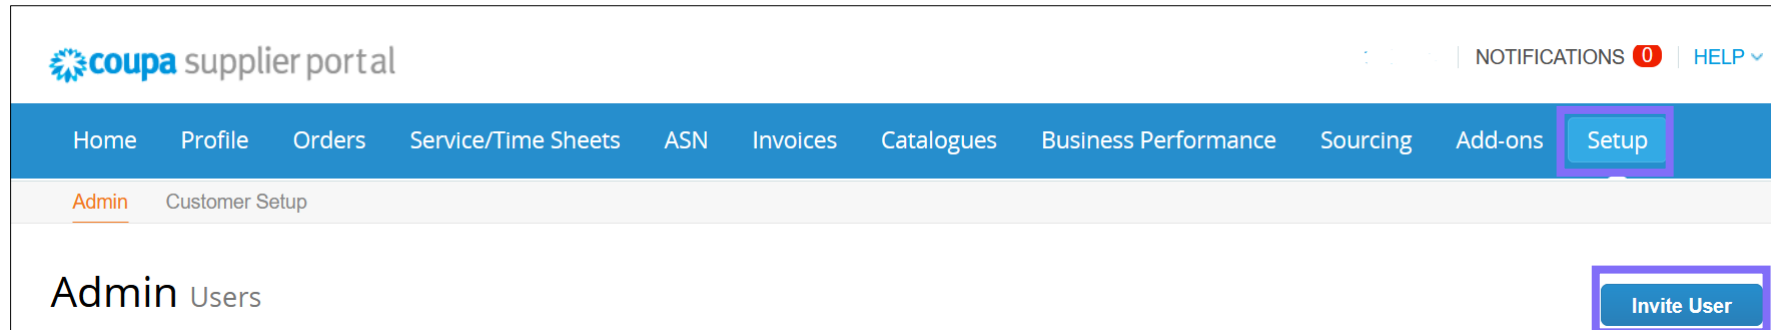 coupa supplier portal NOTIFICATIONS 0 HELP
Home Profile Orders Service/Time Sheets ASN Invoices Catalogues Business Performance Sourcing Add-ons Setup
Admin Customer Setup
Admin Users Invite User